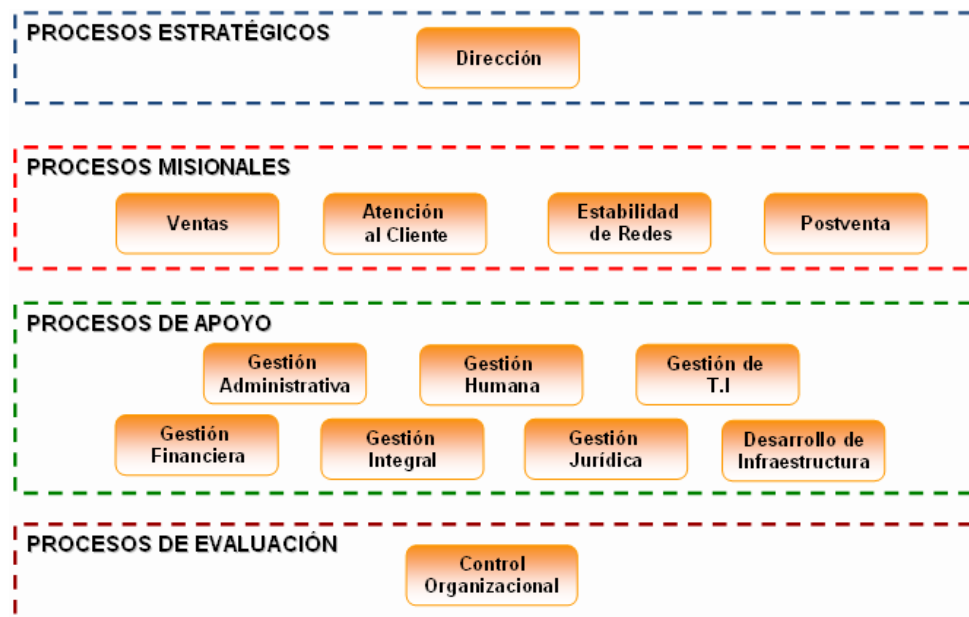 PROCESOS ESTRATÉGICOS
Dirección
PROCESOS MISIONALES
Ventas
Atención
al Cliente
Estabilidad
de Redes
Postventa
PROCESOS DE APOYO
Gestión
Administrativa
Gestión
Humana
Gestión de
T.I
Gestión
Financiera
Gestión
Integral
Gestión
Jurídica
Desarrollo de
Infraestructura
PROCESOS DE EVALUACIÓN
Control
Organizacional